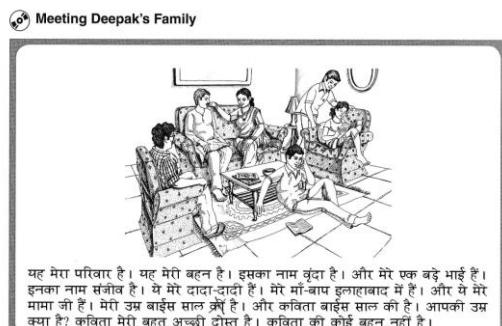 Meeting Deepak's Family
यह मेरा परिवार है। यह मेरी बहन है। इसका नाम वृंदा है। और मेरे एक बड़े भाई हैं।
इनका नाम संजीव है। ये मेरे दादा-दादी हैं। मेरे माँ-बाप इलाहाबाद में हैं। और ये मेरे
मामा जी हैं। मेरी उम्र बाईस साल की है। और कविता बाईस साल की है। आपकी उम्र
क्या है? कविता मेरी बहुत अच्छी दोस्त है। कविता की कोई बहन नहीं है।